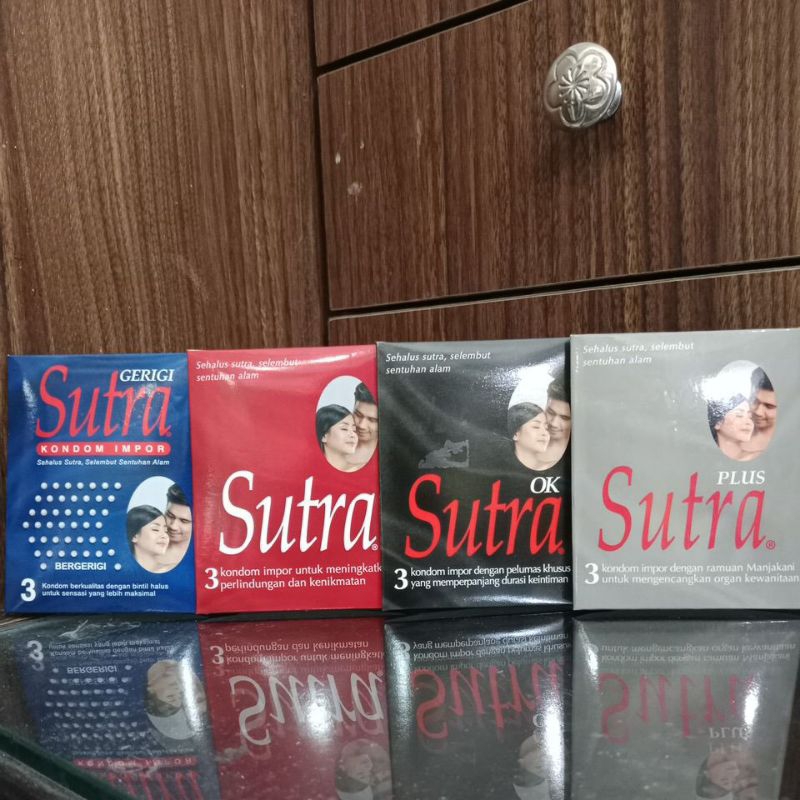 GERIGI
Sutra
KONDOM IMPOR
Sehalus Sutra, Selembut Sentuhan Alam
BERGERIGI
3 Kondom berkualitas dengan bintil halus
untuk sensasi yang lebih maksimal
Sehalus sutra, selembut
sentuhan alam
Sutra®
3 kondom impor untuk meningkatk
perlindungan dan kenikmatan
Sehalus sutra, selembut
sentuhan alam
OK
Sutra
3 kondom impor dengan pelumas khusus
yang memperpanjang durasi keintiman
Sehalus sutra, selembut
sentuhan alam
PLUS
Sutra®
3 kondom impor dengan ramuan Manjakani
untuk mengencangkan organ kewanitaan